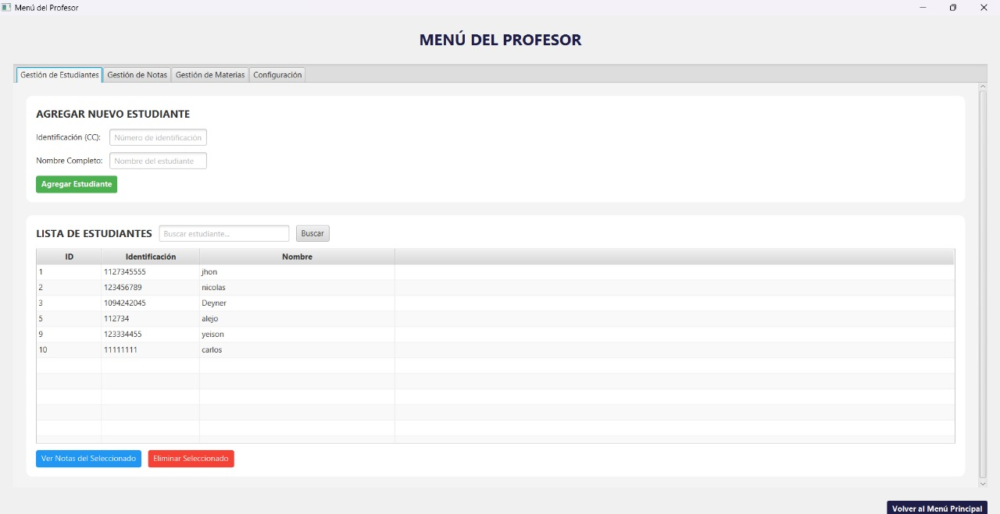 Menú del Profesor
MENÚ DEL PROFESOR
Gestión de Estudiantes Gestión de Notas Gestión de Materias Configuración
AGREGAR NUEVO ESTUDIANTE
Identificación (CC): Número de identificación
Nombre Completo: Nombre del estudiante
Agregar Estudiante
LISTA DE ESTUDIANTES Buscar estudiante... Buscar
ID Identificación Nombre
1 1127345555 jhon
2 123456789 nicolas
3 1094242045 Deyner
5 112734 alejo
9 123334455 yeison
10 11111111 carlos
Ver Notas del Seleccionado Eliminar Seleccionado
Volver al Menú Principal